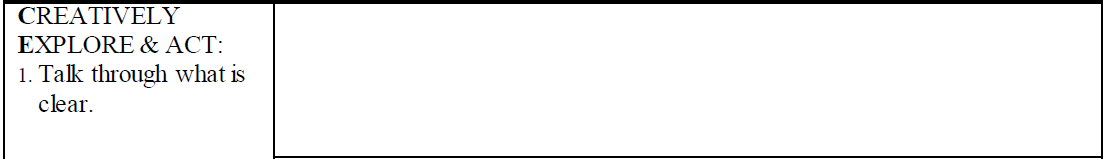 CREATIVELY
EXPLORE & ACT:
1. Talk through what is
clear.